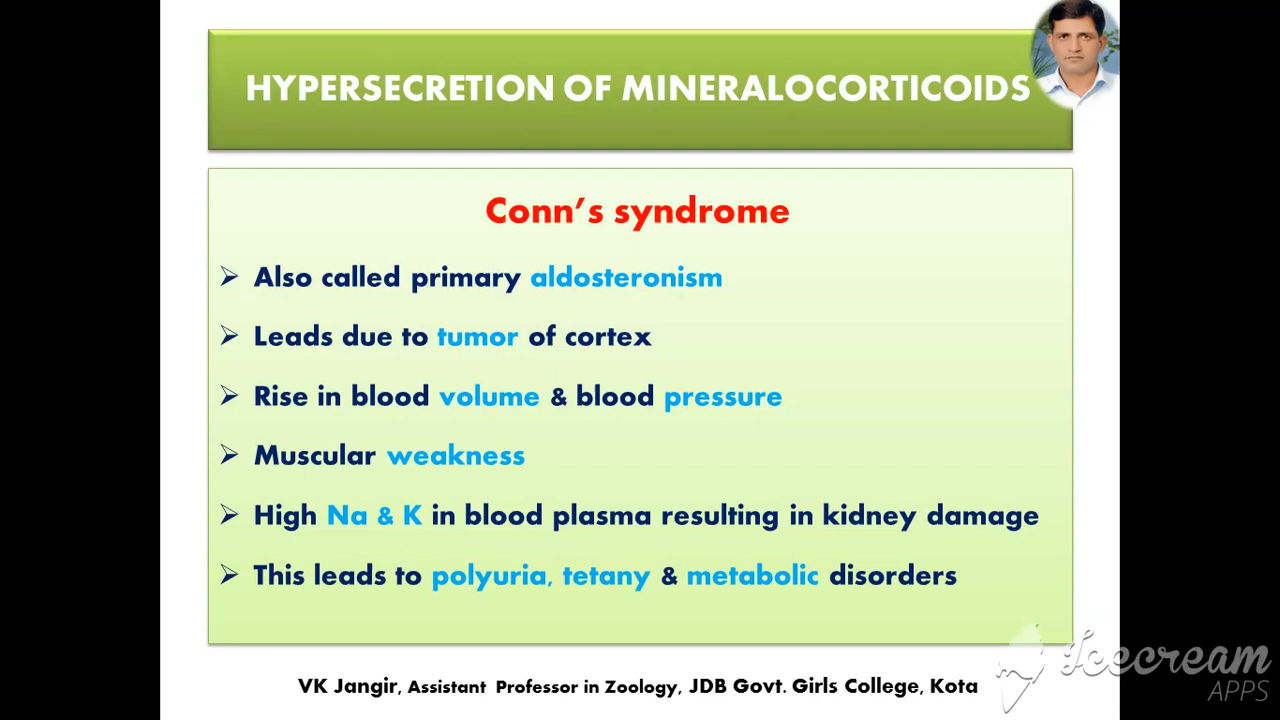 HYPERSECRETION OF MINERALOCORTICOIDS
Conn's syndrome
Also called primary aldosteronism
Leads due to tumor of cortex
Rise in blood volume & blood pressure
Muscular weakness
High Na & K in blood plasma resulting in kidney damage
This leads to polyuria, tetany & metabolic disorders
Icecream
APPS
VK Jangir, Assistant Professor in Zoology, JDB Govt. Girls College, Kota